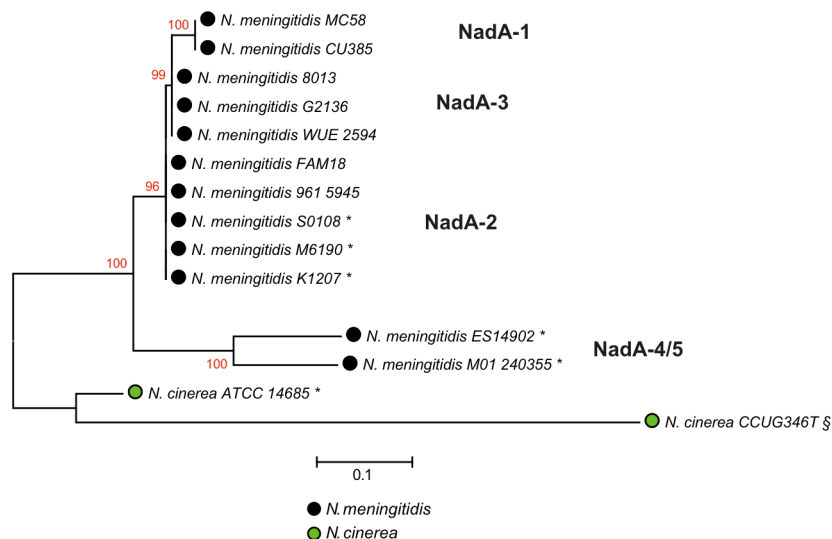 100
N. meningitidis MC58
NadA-1
N. meningitidis CU385
99
N. meningitidis 8013
N. meningitidis G2136
NadA-3
N. meningitidis WUE 2594
N. meningitidis FAM18
96
N. meningitidis 961 5945
N. meningitidis S0108 *
NadA-2
N. meningitidis M6190 *
100
N. meningitidis K1207 *
N. meningitidis ES14902 *
NadA-4/5
100
N. meningitidis M01 240355 *
N. cinerea ATCC 14685 *
N. cinerea CCUG346T §
0.1
N. meningitidis
N. cinerea